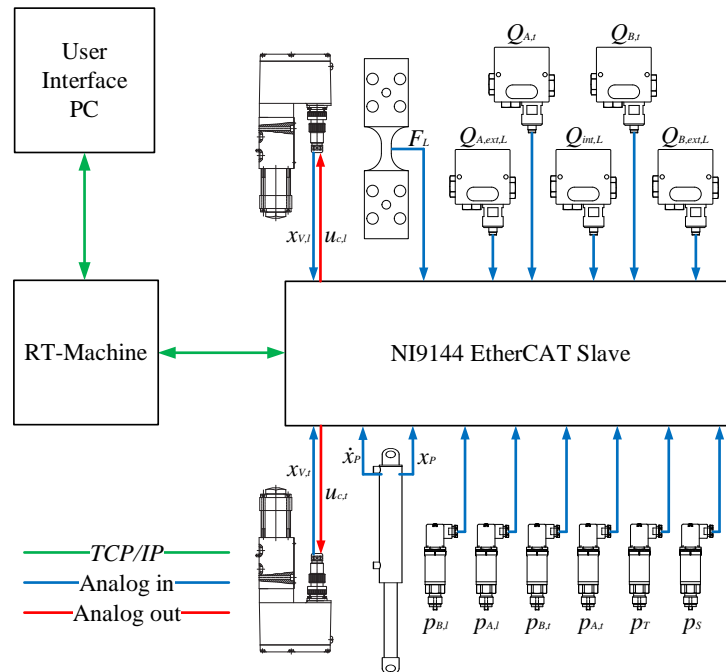 User
Interface
PC
Q_{A,t}
Q_{B,t}
F_L
Q_{A,ext,L}
Q_{int,L}
Q_{B,ext,L}
x_{V,l}
u_{c,l}
RT-Machine
NI9144 EtherCAT Slave
x_{V,t}
u_{c,t}
ẋ_P
x_P
TCP/IP
Analog in
Analog out
p_{B,l}
p_{A,l}
p_{B,t}
p_{A,t}
p_T
p_S